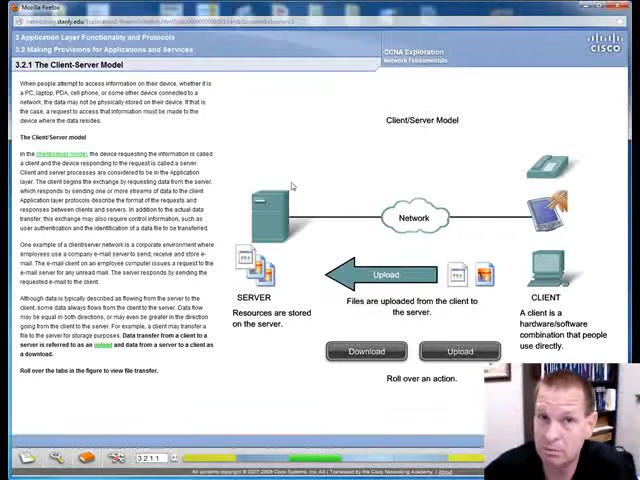 Mozilla Firefox
3 Application Layer Functionality and Protocols
3.2 Making Provisions for Applications and Services
CCNA Exploration
Network Fundamentals
CISCO
3.2.1 The Client-Server Model
When people attempt to access information on their device, whether it
is a PC, laptop, PDA, cell phone, or some other device connected to a
network, the data may not be physically stored on their device. If that is
the case, a request to access that information must be made to the
device where the data resides.
The Client/Server model
In the client/server model, the device requesting the information is called
a client and the device responding to the request is called a server.
Client and server processes are considered to be in the Application
layer. The client begins the exchange by requesting data from the server,
which responds by sending one or more streams of data to the client.
Application layer protocols describe the format of the requests and
responses between clients and servers. In addition to the actual data
transfer, this exchange may also require control information, such as
user authentication and the identification of a data file to be transferred.
One example of a client/server network is a corporate environment where
employees use a company e-mail server to send, receive and store e-
mail. The e-mail client on an employee computer issues a request to the
e-mail server for any unread mail. The server responds by sending the
requested e-mail to the client.
Although data is typically described as flowing from the server to the
client, some data always flows from the client to the server. Data flow
may be equal in both directions, or may even be greater in the direction
going from the client to the server. For example, a client may transfer a
file to the server for storage purposes. Data transfer from a client to a
server is referred to as an upload and data from a server to a client as
a download.
Roll over the tabs in the figure to view file transfer.
Client/Server Model
Network
Upload
SERVER
Resources are stored
on the server.
Files are uploaded from the client to
the server.
CLIENT
A client is a
hardware/software
combination that people
use directly.
Download
Upload
Roll over an action.
3.2.1.1
All contents copyright © 2007-2009 Cisco Systems, Inc. All | Translated by the Cisco Networking Academy. | About